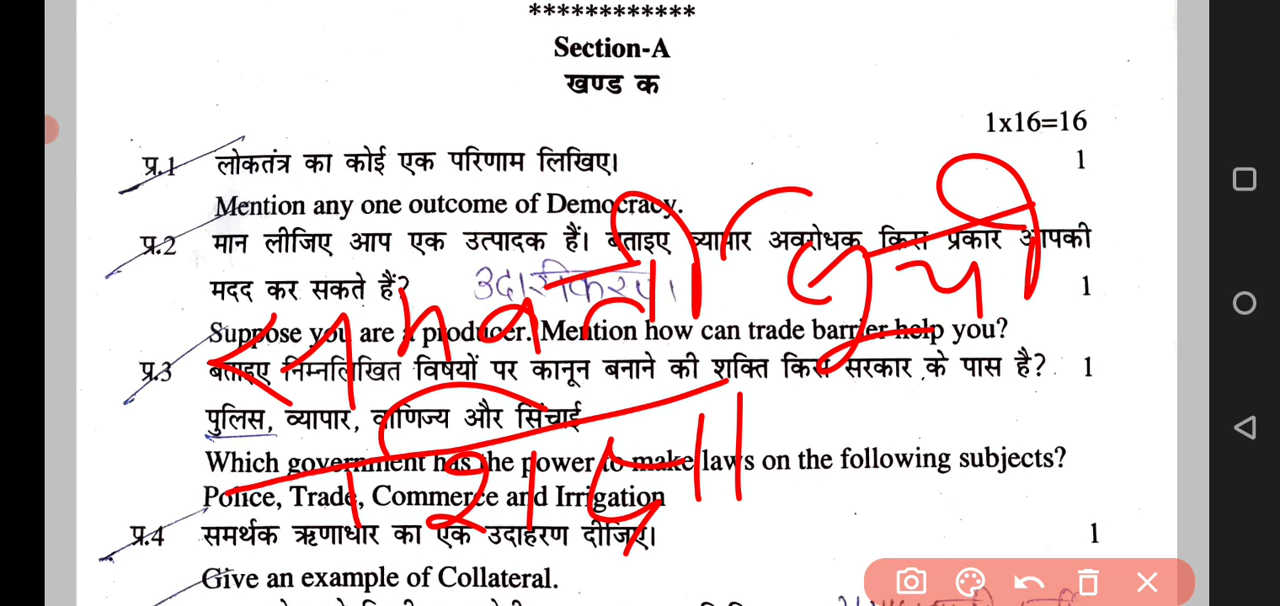 ************
Section-A
खण्ड क
1x16=16
प्र.1 लोकतंत्र का कोई एक परिणाम लिखिए। 1
Mention any one outcome of Democracy.
प्र.2 मान लीजिए आप एक उत्पादक हैं। बताइए व्यापार अवरोधक किस प्रकार आपकी
मदद कर सकते हैं? 1
Suppose you are a producer. Mention how can trade barrier help you?
प्र.3 बताइए निम्नलिखित विषयों पर कानून बनाने की शक्ति किस सरकार के पास है? 1
पुलिस, व्यापार, वाणिज्य और सिंचाई
Which government has the power to make laws on the following subjects?
Police, Trade, Commerce and Irrigation
प्र.4 समर्थक ऋणाधार का एक उदाहरण दीजिए। 1
Give an example of Collateral.